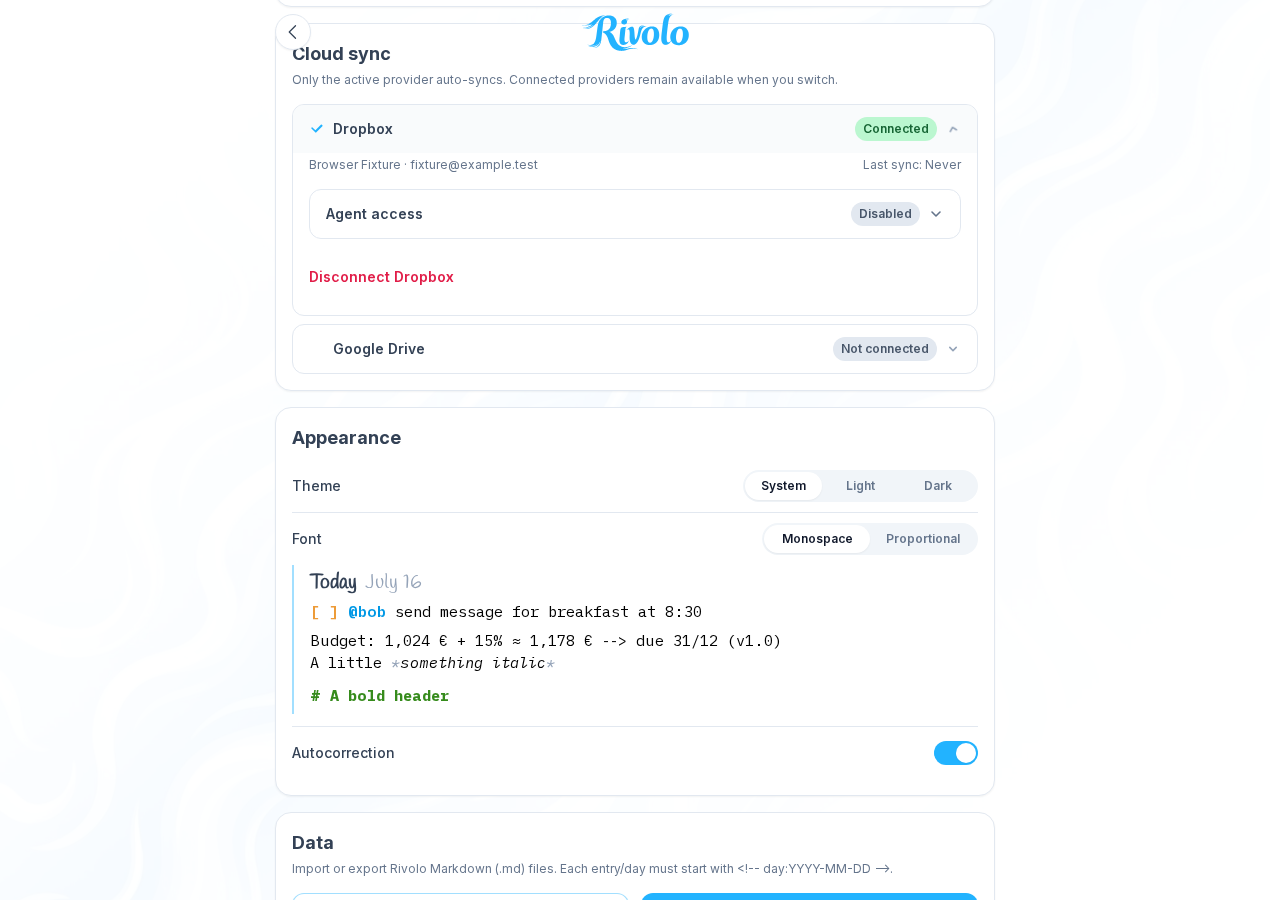 Rivolo
Cloud sync
Only the active provider auto-syncs. Connected providers remain available when you switch.
Dropbox
Connected
Browser Fixture · fixture@example.test
Last sync: Never
Agent access
Disabled
Disconnect Dropbox
Google Drive
Not connected
Appearance
Theme
System
Light
Dark
Font
Monospace
Proportional
Today July 16
[ ] @bob send message for breakfast at 8:30
Budget: 1,024 € + 15% ≈ 1,178 € --> due 31/12 (v1.0)
A little *something italic*
# A bold header
Autocorrection
Data
Import or export Rivolo Markdown (.md) files. Each entry/day must start with <!-- day:YYYY-MM-DD -->.